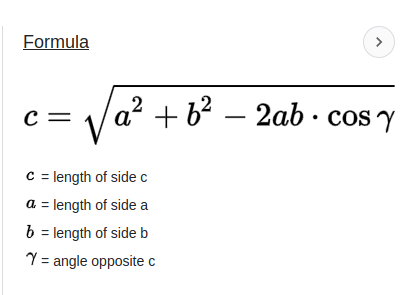 Formula
c = √(a² + b² − 2ab · cos γ)
c = length of side c
a = length of side a
b = length of side b
γ = angle opposite c